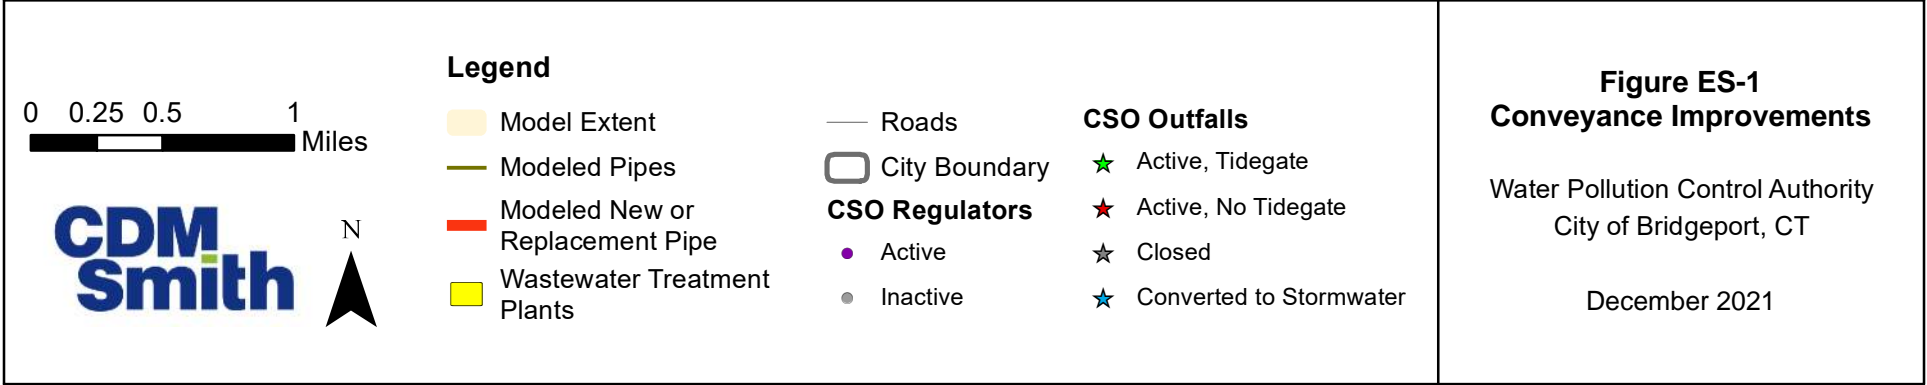 0 0.25 0.5 1
Miles
CDM
Smith
N
Legend
Model Extent
Modeled Pipes
Modeled New or
Replacement Pipe
Wastewater Treatment
Plants
Roads
City Boundary
CSO Regulators
Active
Inactive
CSO Outfalls
Active, Tidegate
Active, No Tidegate
Closed
Converted to Stormwater
Figure ES-1
Conveyance Improvements
Water Pollution Control Authority
City of Bridgeport, CT
December 2021